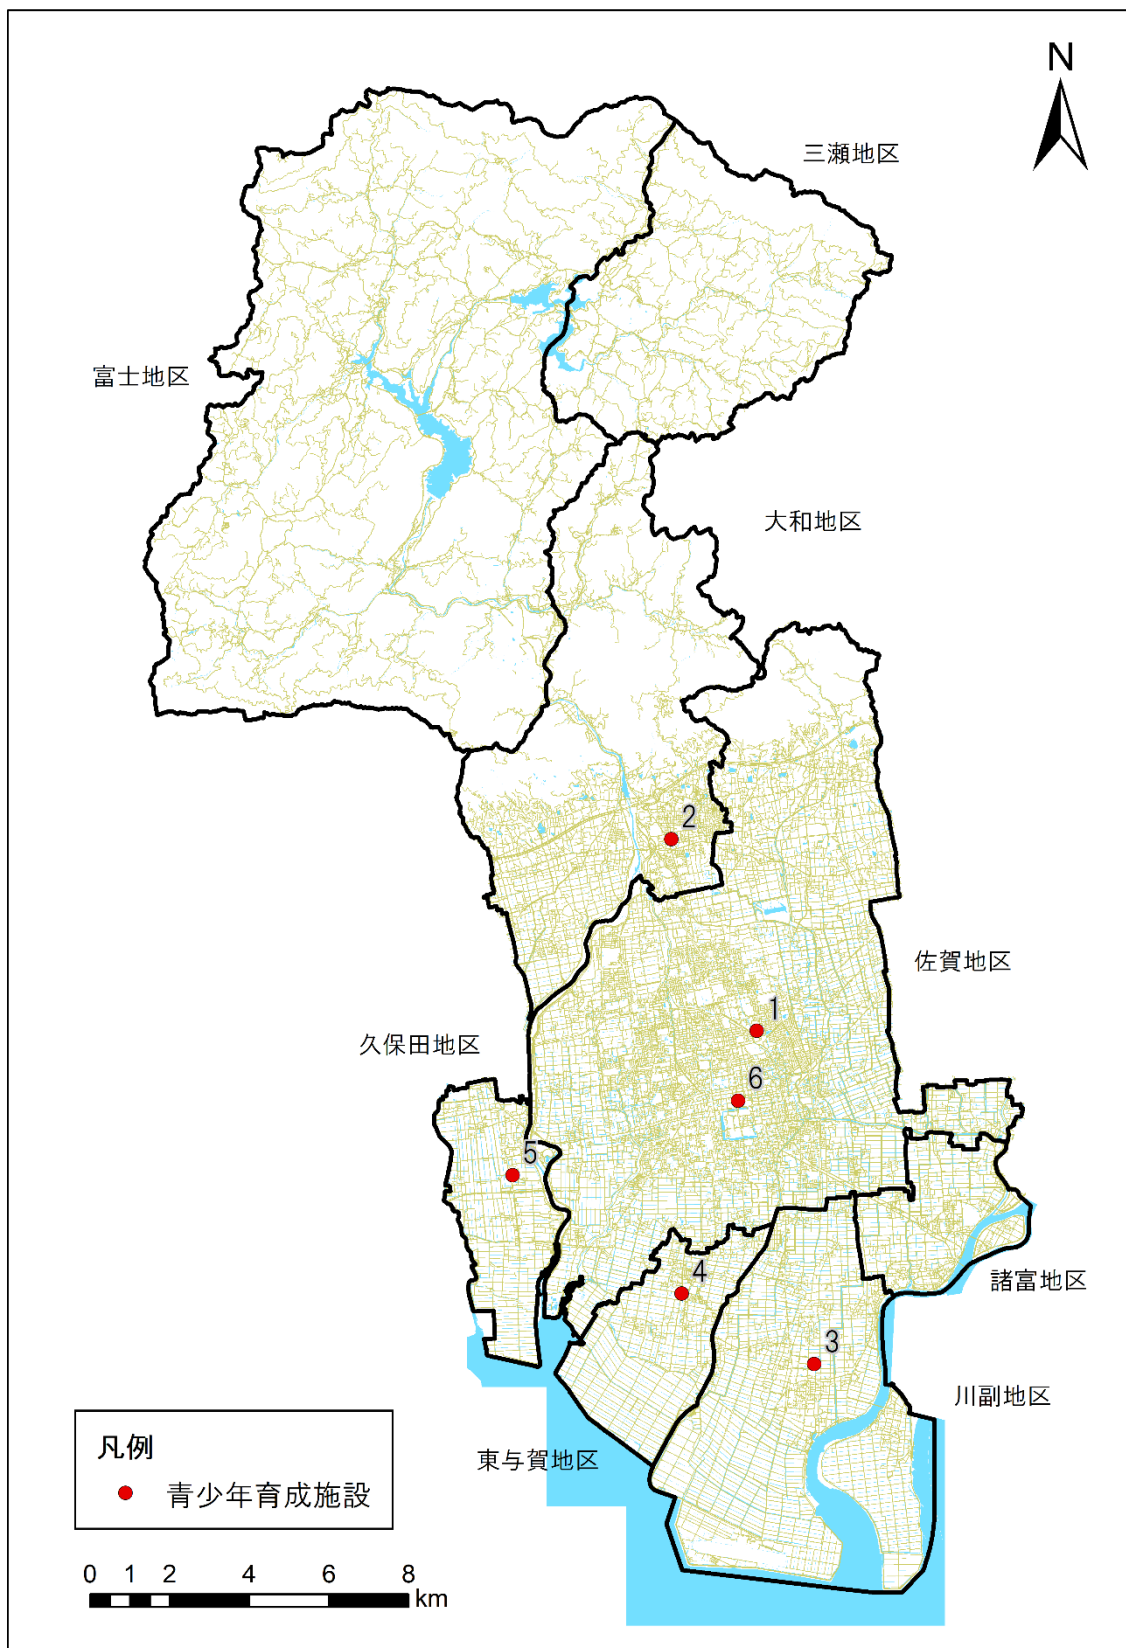 N
三瀬地区
富士地区
大和地区
2
佐賀地区
1
久保田地区
6
5
4
諸富地区
3
川副地区
東与賀地区
凡例
青少年育成施設
0 1 2 4 6 8
km